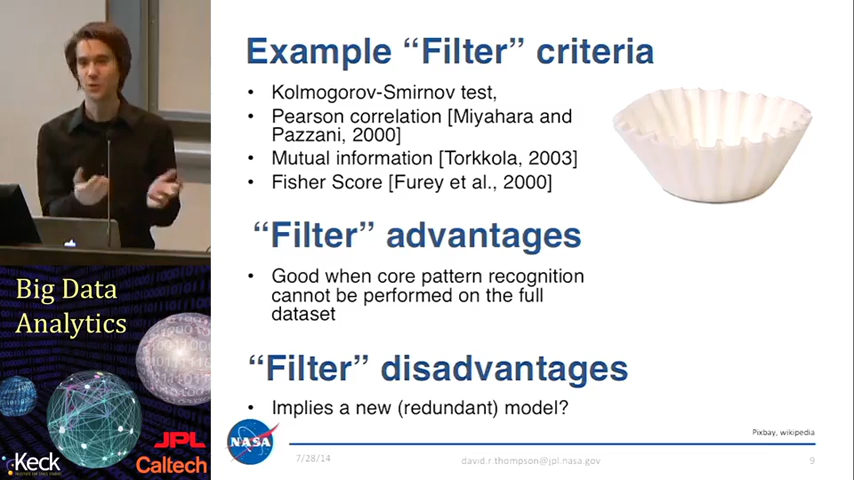 Example “Filter” criteria
• Kolmogorov-Smirnov test,
• Pearson correlation [Miyahara and
Pazzani, 2000]
• Mutual information [Torkkola, 2003]
• Fisher Score [Furey et al., 2000]
“Filter” advantages
• Good when core pattern recognition
cannot be performed on the full
dataset
“Filter” disadvantages
• Implies a new (redundant) model?
Big Data
Analytics
JPL
Keck
Caltech
NASA
Pixbay, wikipedia
7/28/14
david.r.thompson@jpl.nasa.gov
9